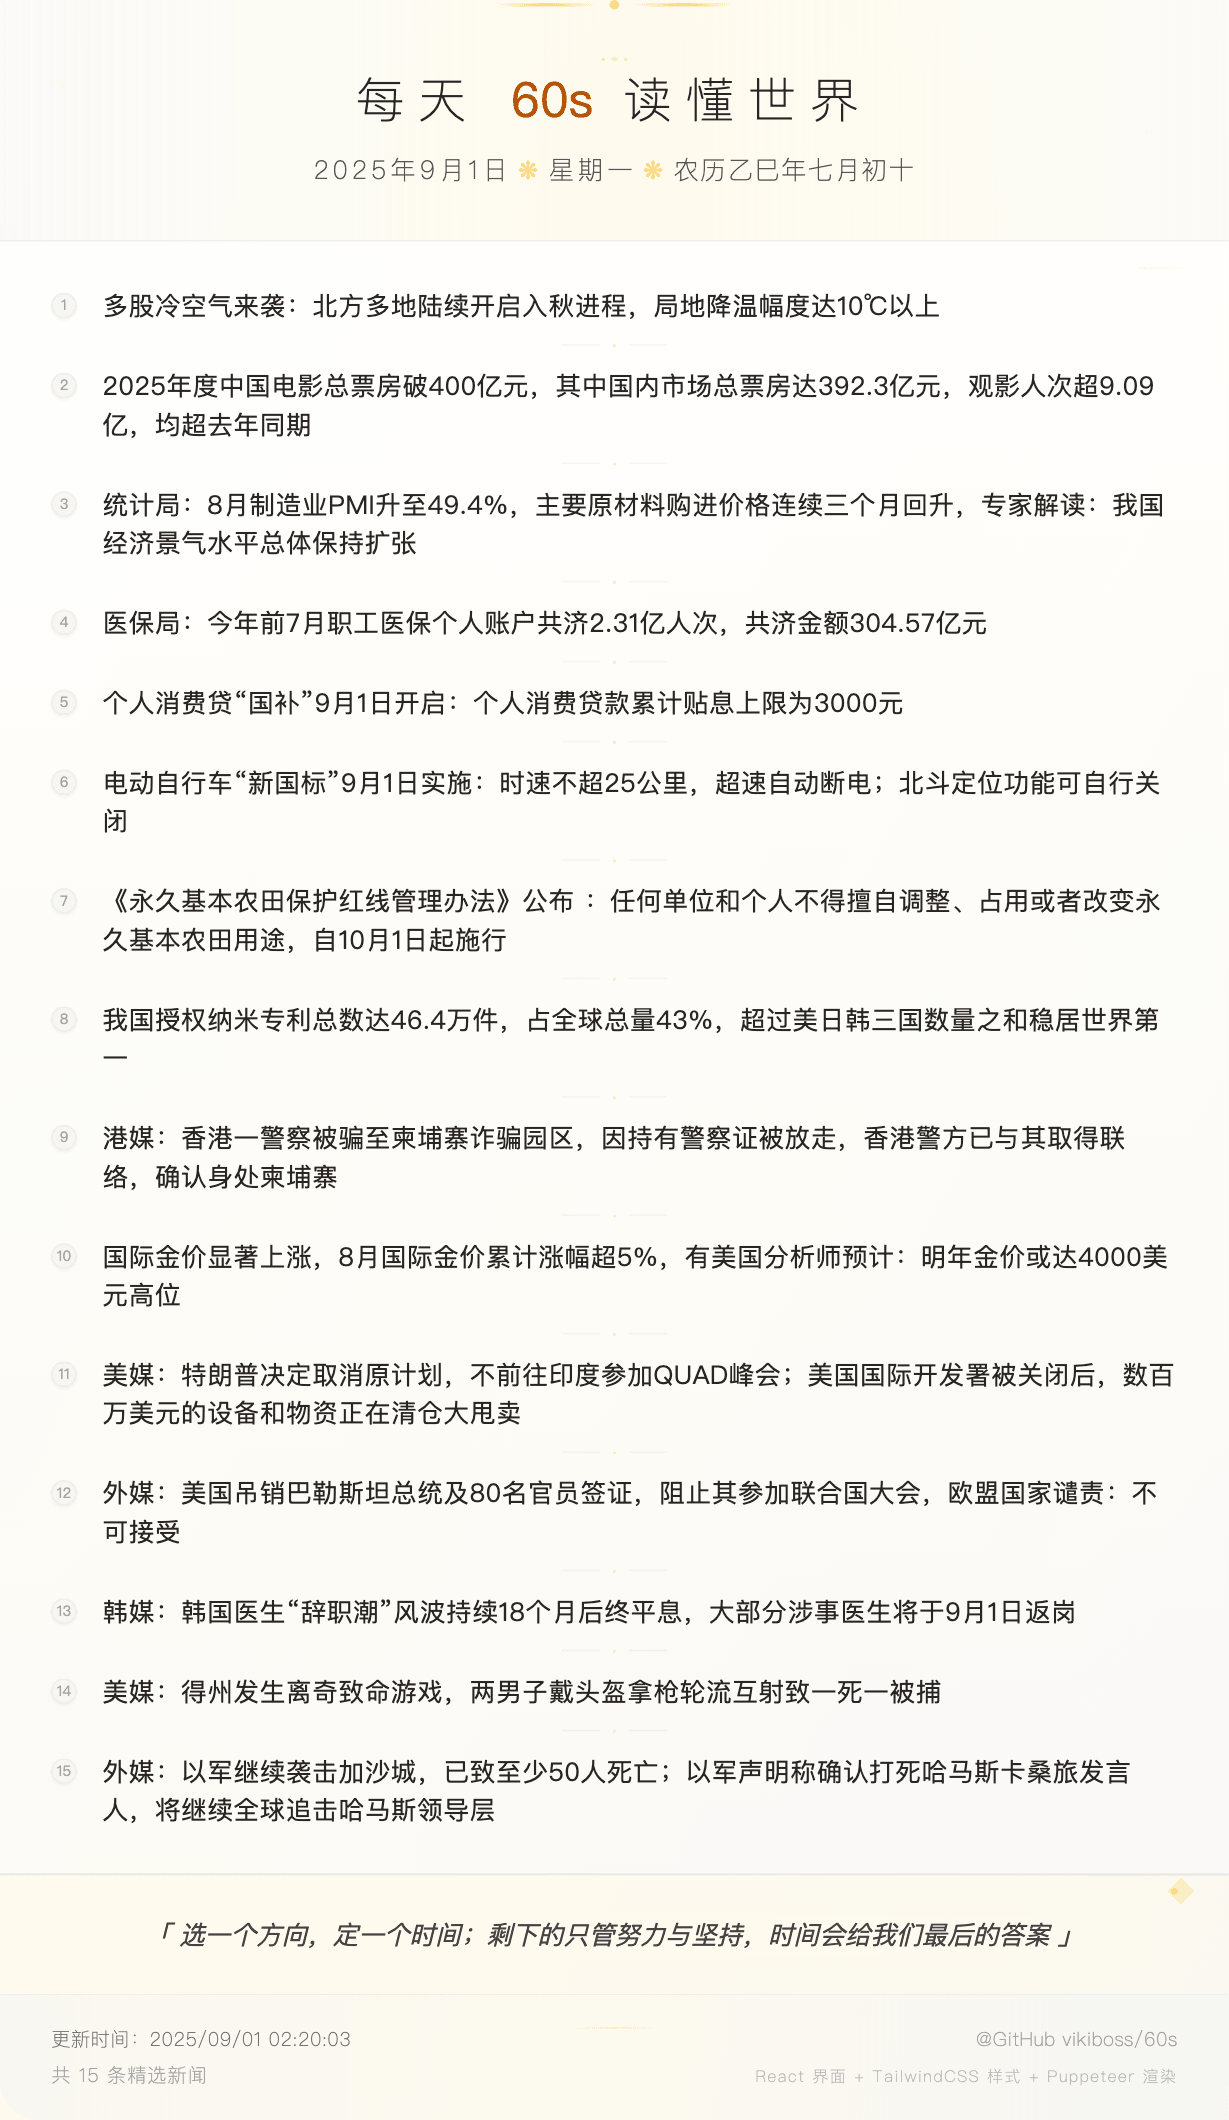 每天 60s 读懂世界
2025年9月1日 ❋ 星期一 ❋ 农历乙巳年七月初十
1 多股冷空气来袭：北方多地陆续开启入秋进程，局地降温幅度达10℃以上
2 2025年度中国电影总票房破400亿元，其中国内市场总票房达392.3亿元，观影人次超9.09
亿，均超去年同期
3 统计局：8月制造业PMI升至49.4%，主要原材料购进价格连续三个月回升，专家解读：我国
经济景气水平总体保持扩张
4 医保局：今年前7月职工医保个人账户共济2.31亿人次，共济金额304.57亿元
5 个人消费贷“国补”9月1日开启：个人消费贷款累计贴息上限为3000元
6 电动自行车“新国标”9月1日实施：时速不超25公里，超速自动断电；北斗定位功能可自行关
闭
7 《永久基本农田保护红线管理办法》公布 ：任何单位和个人不得擅自调整、占用或者改变永
久基本农田用途，自10月1日起施行
8 我国授权纳米专利总数达46.4万件，占全球总量43%，超过美日韩三国数量之和稳居世界第
一
9 港媒：香港一警察被骗至柬埔寨诈骗园区，因持有警察证被放走，香港警方已与其取得联
络，确认身处柬埔寨
10 国际金价显著上涨，8月国际金价累计涨幅超5%，有美国分析师预计：明年金价或达4000美
元高位
11 美媒：特朗普决定取消原计划，不前往印度参加QUAD峰会；美国国际开发署被关闭后，数百
万美元的设备和物资正在清仓大甩卖
12 外媒：美国吊销巴勒斯坦总统及80名官员签证，阻止其参加联合国大会，欧盟国家谴责：不
可接受
13 韩媒：韩国医生“辞职潮”风波持续18个月后终平息，大部分涉事医生将于9月1日返岗
14 美媒：得州发生离奇致命游戏，两男子戴头盔拿枪轮流互射致一死一被捕
15 外媒：以军继续袭击加沙城，已致至少50人死亡；以军声明称确认打死哈马斯卡桑旅发言
人，将继续全球追击哈马斯领导层
「 选一个方向，定一个时间；剩下的只管努力与坚持，时间会给我们最后的答案 」
更新时间：2025/09/01 02:20:03
@GitHub vikiboss/60s
共 15 条精选新闻
React 界面 + TailwindCSS 样式 + Puppeteer 渲染